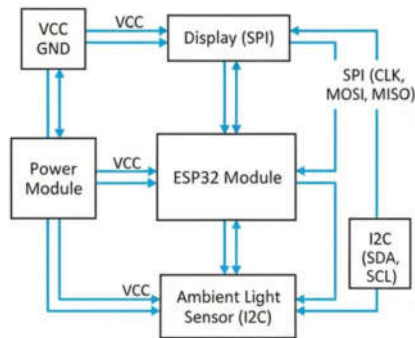 VCC
GND
VCC
Display (SPI)
SPI (CLK,
MOSI, MISO)
Power
Module
VCC
ESP32 Module
I2C
(SDA,
SCL)
VCC
Ambient Light
Sensor (I2C)